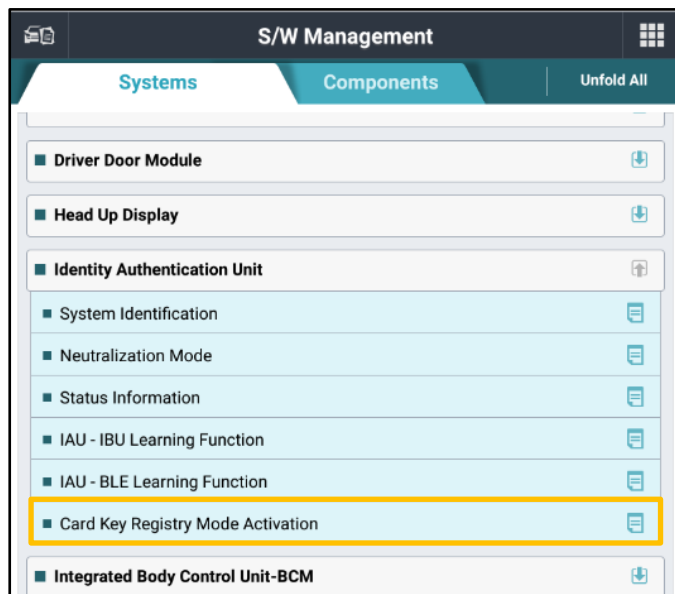 S/W Management
Systems
Components
Unfold All
Driver Door Module
Head Up Display
Identity Authentication Unit
System Identification
Neutralization Mode
Status Information
IAU - IBU Learning Function
IAU - BLE Learning Function
Card Key Registry Mode Activation
Integrated Body Control Unit-BCM